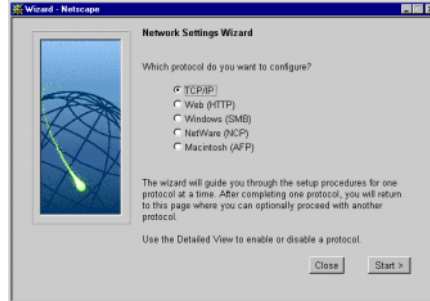 Wizard - Netscape
Network Settings Wizard
Which protocol do you want to configure?
TCP/IP
Web (HTTP)
Windows (SMB)
NetWare (NCP)
Macintosh (AFP)
The wizard will guide you through the setup procedures for one
protocol at a time. After completing one protocol, you will return
to this page where you can optionally proceed with another
protocol.
Use the Detailed View to enable or disable a protocol.
Close Start >